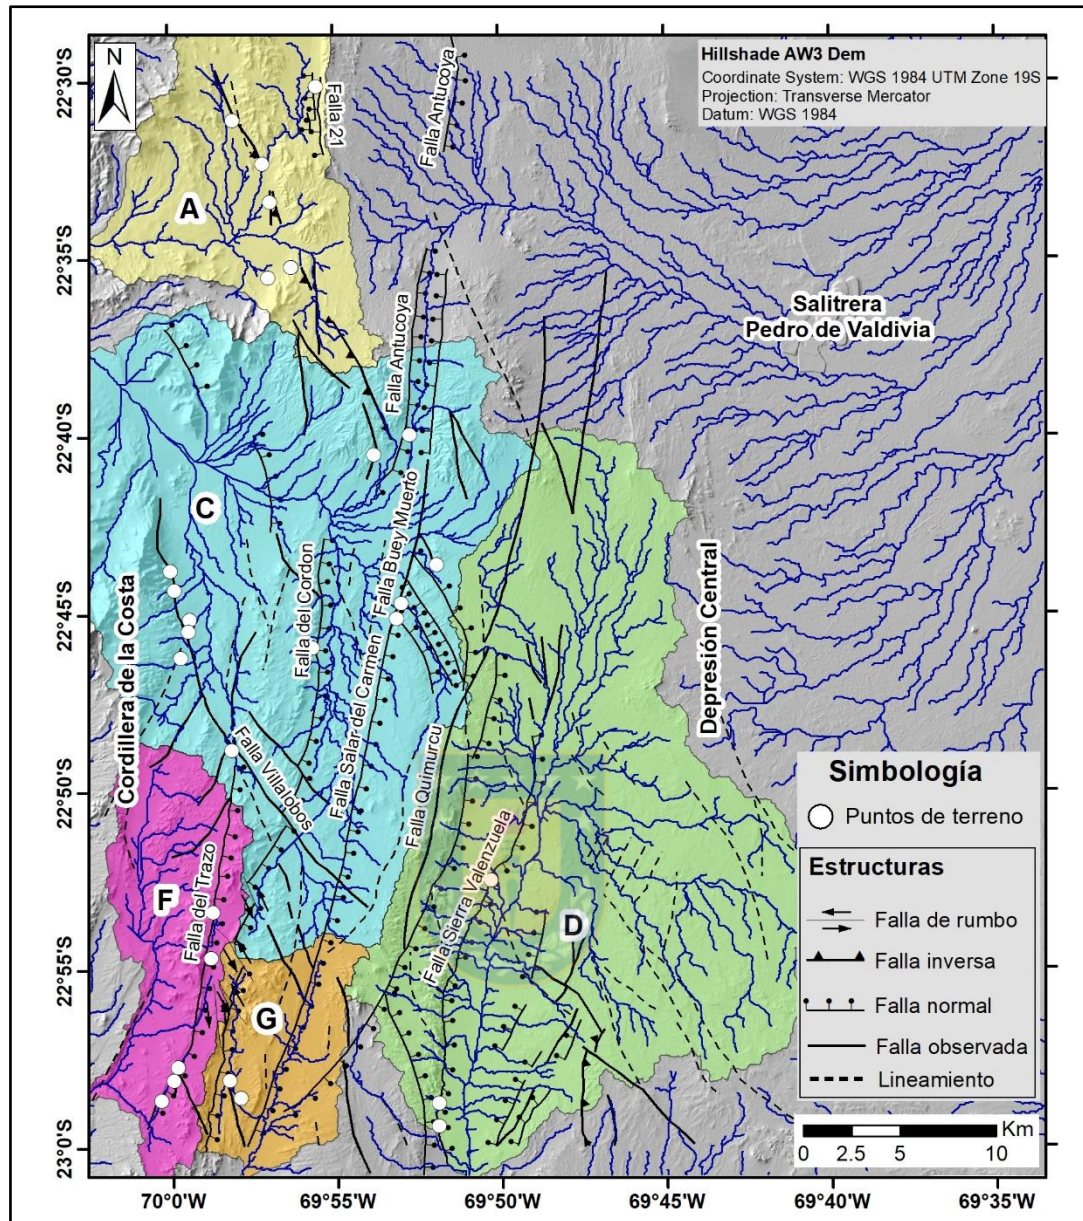 N
Hillshade AW3 Dem
Coordinate System: WGS 1984 UTM Zone 19S
Projection: Transverse Mercator
Datum: WGS 1984
22°30'S
22°35'S
22°40'S
22°45'S
22°50'S
22°55'S
23°0'S
Falla 21
Falla Antucoya
A
Salitrera
Pedro de Valdivia
Falla Antucoya
C
Falla Buey Muerto
Falla del Cordon
Cordillera de la Costa
Depresión Central
Falla Salar del Carmen
Falla Villalobos
Falla Quimurcu
Falla Sierra Valenzuela
F
Falla del Trazo
D
G
Simbología
Puntos de terreno
Estructuras
Falla de rumbo
Falla inversa
Falla normal
Falla observada
Lineamiento
Km
0 2.5 5 10
70°0'W 69°55'W 69°50'W 69°45'W 69°40'W 69°35'W